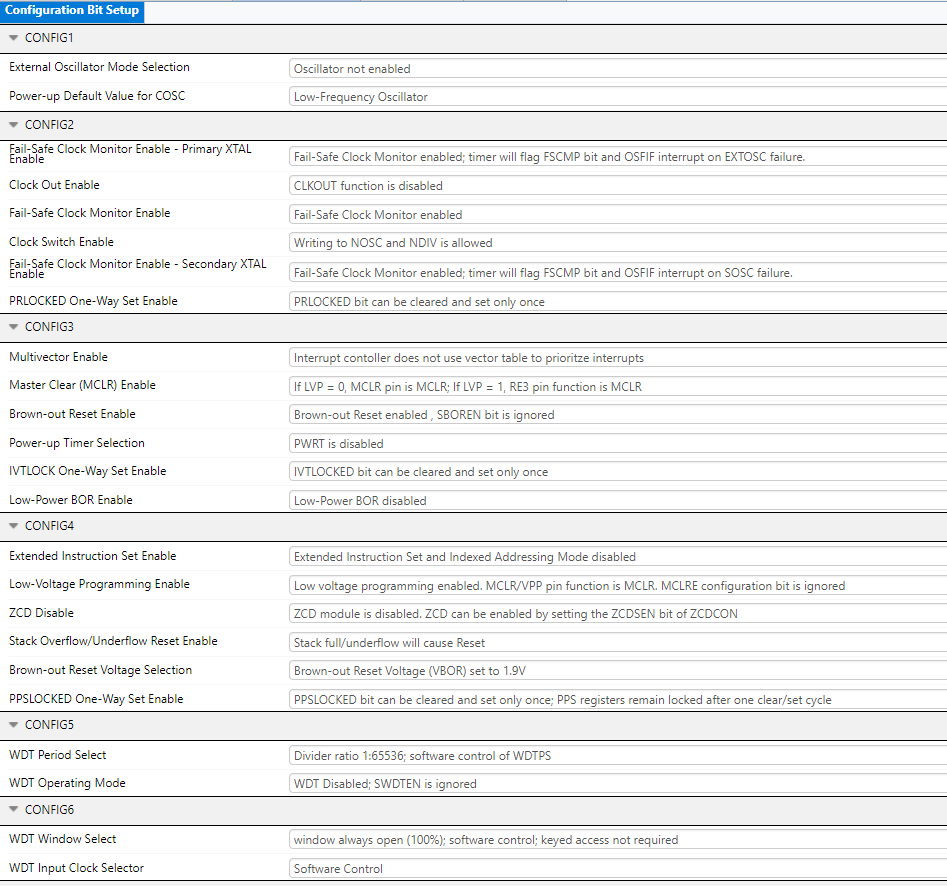 Configuration Bit Setup
CONFIG1
External Oscillator Mode Selection
Oscillator not enabled
Power-up Default Value for COSC
Low-Frequency Oscillator
CONFIG2
Fail-Safe Clock Monitor Enable - Primary XTAL
Enable
Fail-Safe Clock Monitor enabled; timer will flag FSCMP bit and OSFIF interrupt on EXTOSC failure.
Clock Out Enable
CLKOUT function is disabled
Fail-Safe Clock Monitor Enable
Fail-Safe Clock Monitor enabled
Clock Switch Enable
Writing to NOSC and NDIV is allowed
Fail-Safe Clock Monitor Enable - Secondary XTAL
Enable
Fail-Safe Clock Monitor enabled; timer will flag FSCMP bit and OSFIF interrupt on SOSC failure.
PRLOCKED One-Way Set Enable
PRLOCKED bit can be cleared and set only once
CONFIG3
Multivector Enable
Interrupt contoller does not use vector table to prioritze interrupts
Master Clear (MCLR) Enable
If LVP = 0, MCLR pin is MCLR; If LVP = 1, RE3 pin function is MCLR
Brown-out Reset Enable
Brown-out Reset enabled , SBOREN bit is ignored
Power-up Timer Selection
PWRT is disabled
IVTLOCK One-Way Set Enable
IVTLOCKED bit can be cleared and set only once
Low-Power BOR Enable
Low-Power BOR disabled
CONFIG4
Extended Instruction Set Enable
Extended Instruction Set and Indexed Addressing Mode disabled
Low-Voltage Programming Enable
Low voltage programming enabled. MCLR/VPP pin function is MCLR. MCLRE configuration bit is ignored
ZCD Disable
ZCD module is disabled. ZCD can be enabled by setting the ZCDSEN bit of ZCDCON
Stack Overflow/Underflow Reset Enable
Stack full/underflow will cause Reset
Brown-out Reset Voltage Selection
Brown-out Reset Voltage (VBOR) set to 1.9V
PPSLOCKED One-Way Set Enable
PPSLOCKED bit can be cleared and set only once; PPS registers remain locked after one clear/set cycle
CONFIG5
WDT Period Select
Divider ratio 1:65536; software control of WDTPS
WDT Operating Mode
WDT Disabled; SWDTEN is ignored
CONFIG6
WDT Window Select
window always open (100%); software control; keyed access not required
WDT Input Clock Selector
Software Control